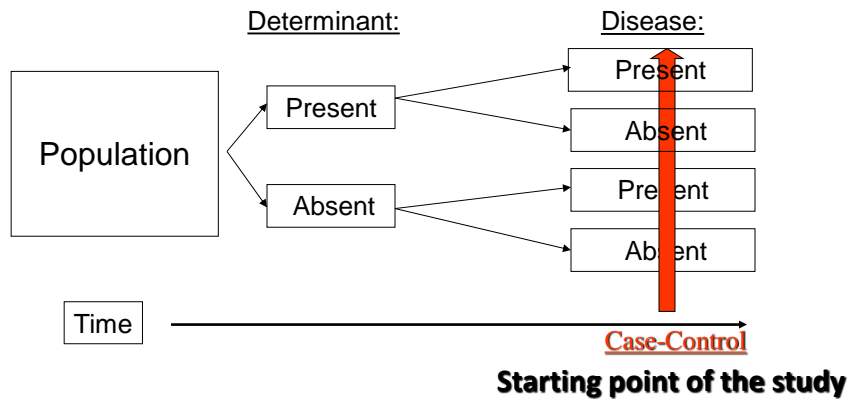 Determinant:
Disease:
Population
Present
Absent
Present
Absent
Present
Absent
Time
Case-Control
Starting point of the study